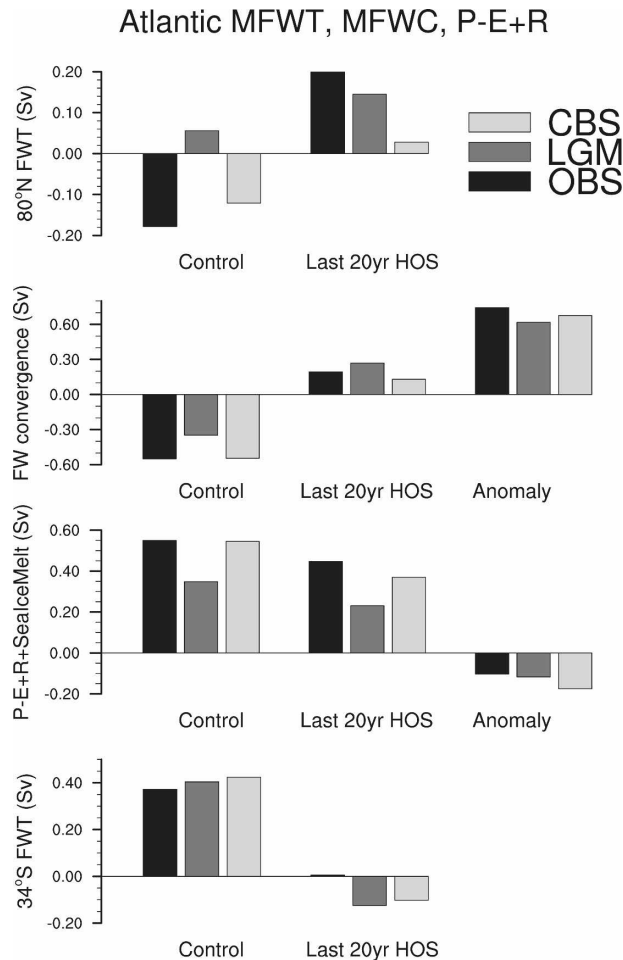 Atlantic MFWT, MFWC, P-E+R
80°N FWT (Sv)
0.20
0.10
0.00
-0.10
-0.20
CBS
LGM
OBS
Control Last 20yr HOS
FW convergence (Sv)
0.60
0.30
0.00
-0.30
-0.60
Control Last 20yr HOS Anomaly
P-E+R+SeaIceMelt (Sv)
0.60
0.40
0.20
0.00
-0.20
Control Last 20yr HOS Anomaly
34°S FWT (Sv)
0.40
0.20
0.00
-0.20
Control Last 20yr HOS